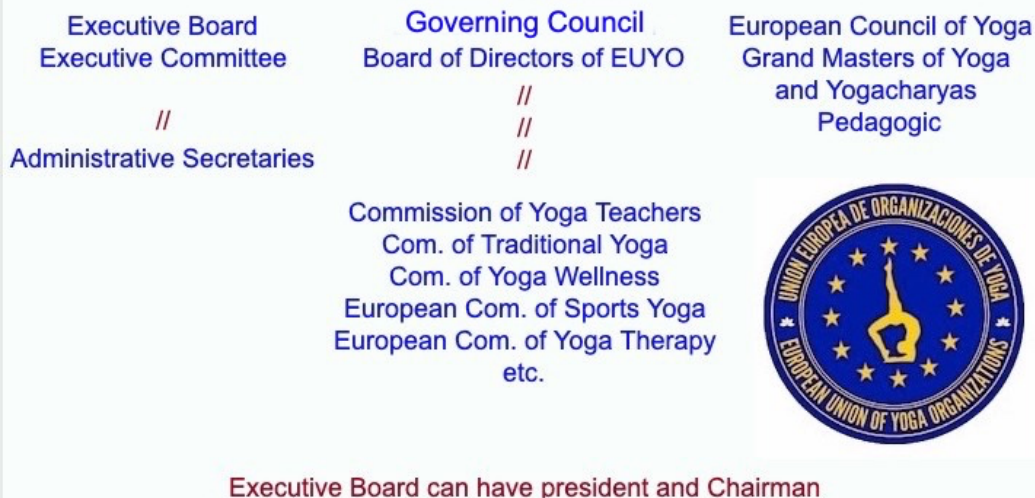 Executive Board
Executive Committee
//
Administrative Secretaries
Governing Council
Board of Directors of EUYO
//
//
//
Commission of Yoga Teachers
Com. of Traditional Yoga
Com. of Yoga Wellness
European Com. of Sports Yoga
European Com. of Yoga Therapy
etc.
European Council of Yoga
Grand Masters of Yoga
and Yogacharyas
Pedagogic
UNION EUROPEA DE ORGANIZACIONES DE YOGA
EUROPEAN UNION OF YOGA ORGANIZATIONS
Executive Board can have president and Chairman